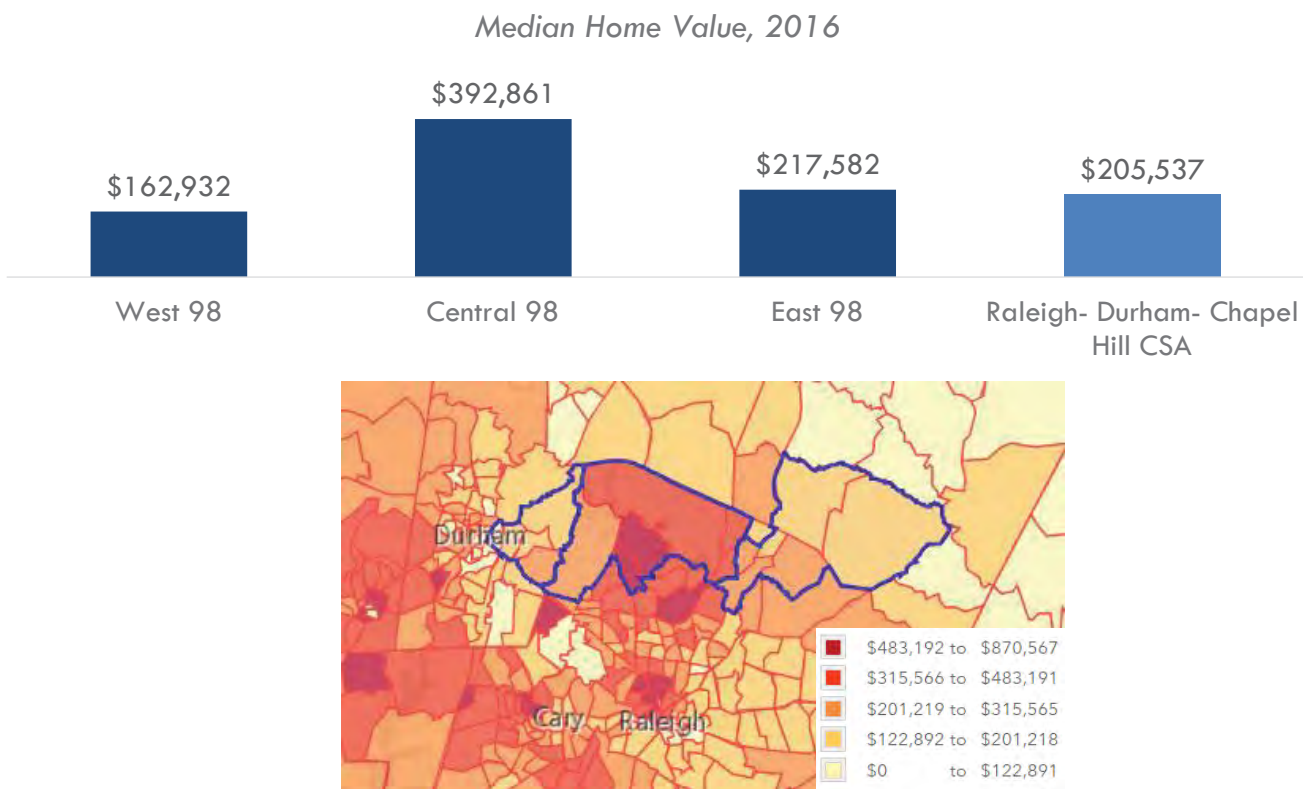 Median Home Value, 2016
$392,861
$217,582
$205,537
$162,932
West 98
Central 98
East 98
Raleigh- Durham- Chapel
Hill CSA
Durham
Cary
Raleigh
$483,192 to $870,567
$315,566 to $483,191
$201,219 to $315,565
$122,892 to $201,218
$0 to $122,891